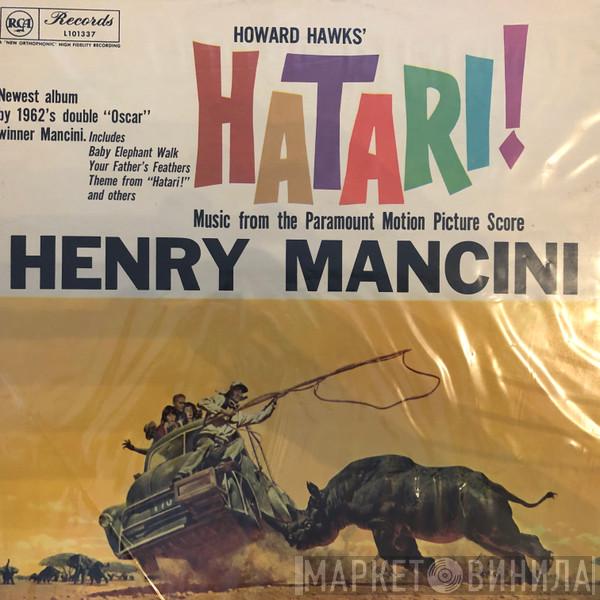 RCA
Records
L101337
A "NEW ORTHOPHONIC" HIGH FIDELITY RECORDING
HOWARD HAWKS'
HATARI!
Newest album
by 1962's double "Oscar"
winner Mancini. Includes
Baby Elephant Walk
Your Father's Feathers
Theme from "Hatari!"
and others
Music from the Paramount Motion Picture Score
HENRY MANCINI
МАРКЕТ ВИНИЛА